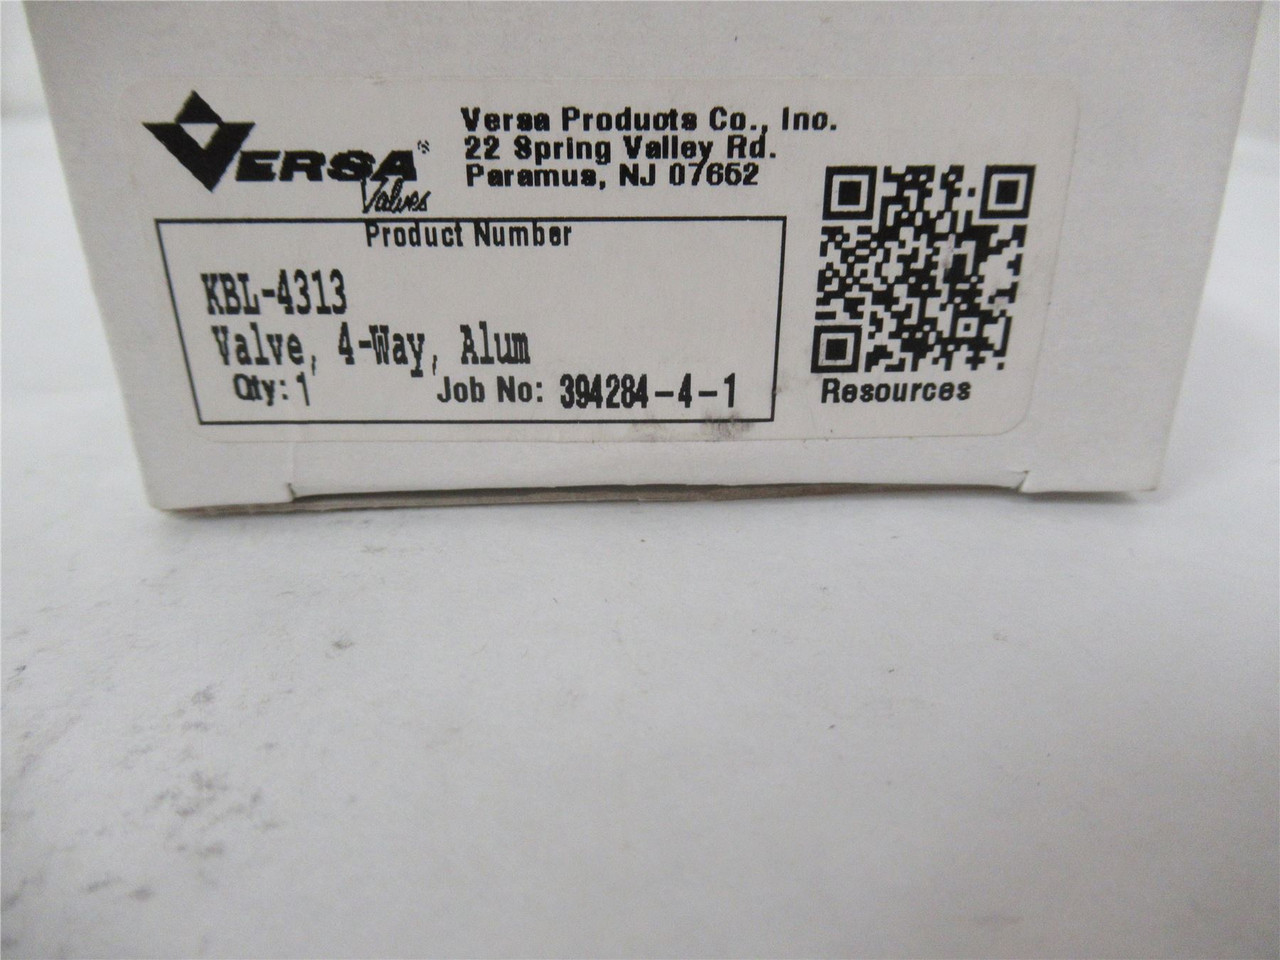 VERSA®
Valves
Versa Products Co., Inc.
22 Spring Valley Rd.
Paramus, NJ 07652
Product Number
KBL-4313
Valve, 4-Way, Alum
Qty: 1 Job No: 394284-4-1
Resources